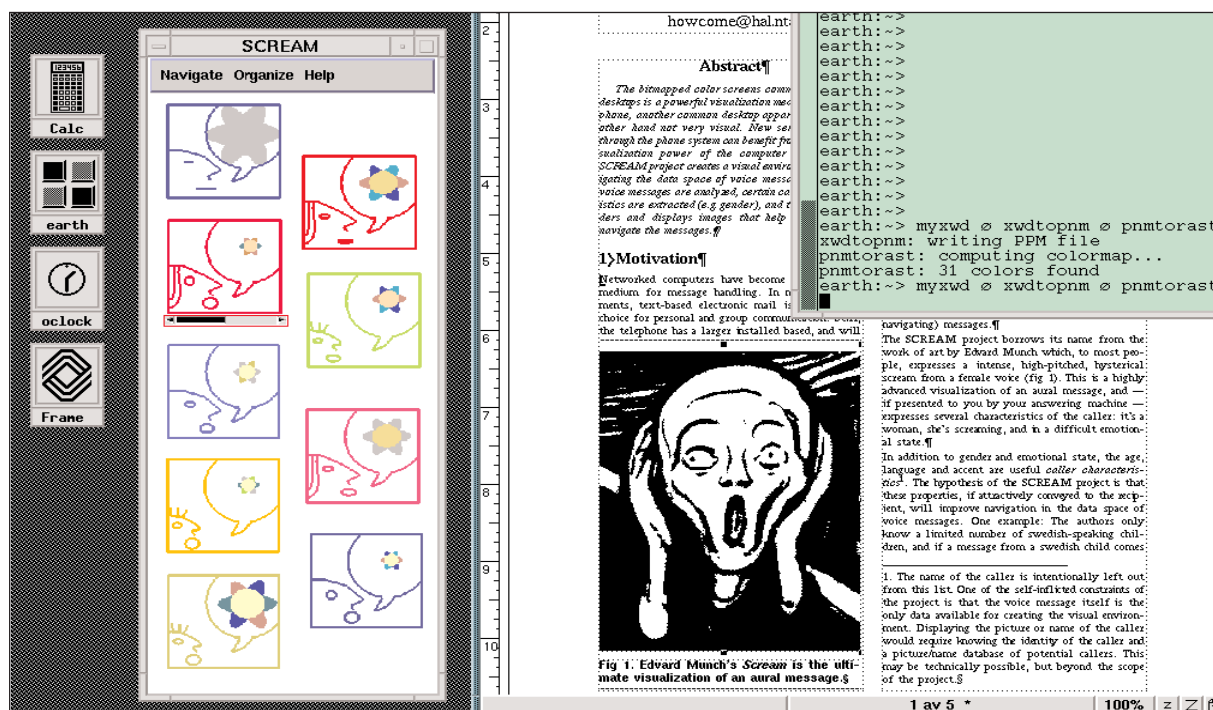 SCREAM
Navigate Organize Help
123456
Calc
earth
oclock
Frame
2
3
4
5
6
7
8
9
10
howcome@hal.nt
Abstract¶
The bitmapped color screens comm
desktops is a powerful visualization
phone, another common desktop
other hand not very visual. New
through the phone system can benefit
sualization power of the computer
SCREAM project creates a visual
igating the data space of voice
voice messages are analyzed, certain
istics are extracted (e.g. gender), and
ders and displays images that help
navigate the messages.¶
1〉Motivation¶
Networked computers have become
medium for message handling. In
ments, text-based electronic mail
choice for personal and group
the telephone has a larger installed based, and will
Fig 1. Edvard Munch's Scream is the ulti-
mate visualization of an aural message.§
earth:~>
earth:~>
earth:~>
earth:~>
earth:~>
earth:~>
earth:~>
earth:~>
earth:~>
earth:~>
earth:~>
earth:~>
earth:~>
earth:~>
earth:~> myxwd ø xwdtopnm ø pnmtorast
xwdtopnm: writing PPM file
pnmtorast: computing colormap...
pnmtorast: 31 colors found
earth:~> myxwd ø xwdtopnm ø pnmtorast
navigating) messages.¶
The SCREAM project borrows its name from the
work of art by Edvard Munch which, to most peo-
ple, expresses a intense, high-pitched, hysterical
scream from a female voice (fig 1). This is a highly
advanced visualization of an aural message, and —
if presented to you by your answering machine —
expresses several characteristics of the caller: it's a
woman, she's screaming, and in a difficult emotion-
al state.¶
In addition to gender and emotional state, the age,
language and accent are useful caller characteris-
tics1. The hypothesis of the SCREAM project is that
these properties, if attractively conveyed to the recip-
ient, will improve navigation in the data space of
voice messages. One example: The authors only
know a limited number of swedish-speaking chil-
dren, and if a message from a swedish child comes
1. The name of the caller is intentionally left out
from this list. One of the self-inflicted constraints of
the project is that the voice message itself is the
only data available for creating the visual environ-
ment. Displaying the picture or name of the caller
would require knowing the identity of the caller and
a picture/name database of potential callers. This
may be technically possible, but beyond the scope
of the project.§
1 av 5 *
100%
z
Z